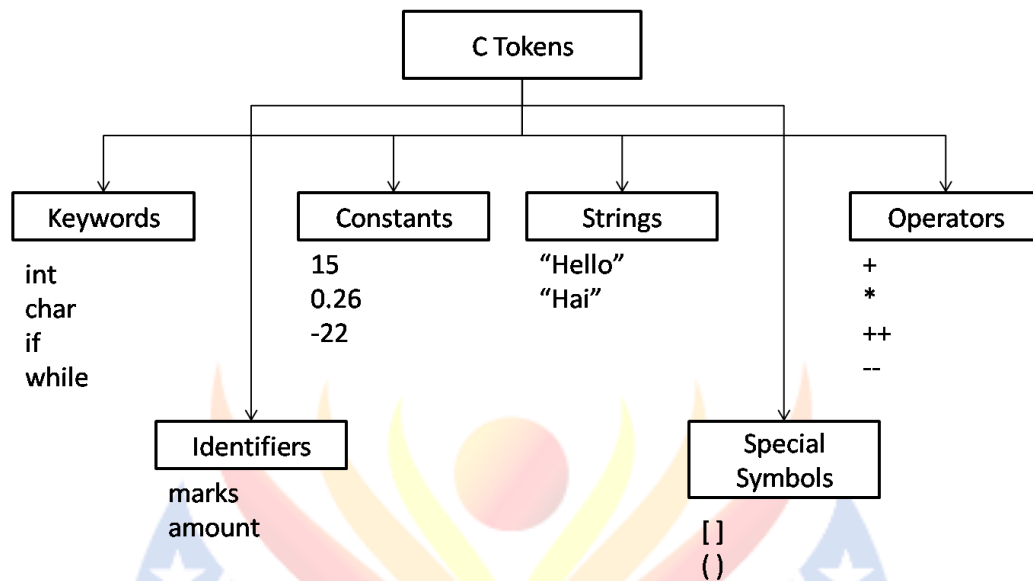 C Tokens
Keywords
int
char
if
while
Constants
15
0.26
-22
Strings
“Hello”
“Hai”
Operators
+
*
++
--
Identifiers
marks
amount
Special
Symbols
[ ]
( )